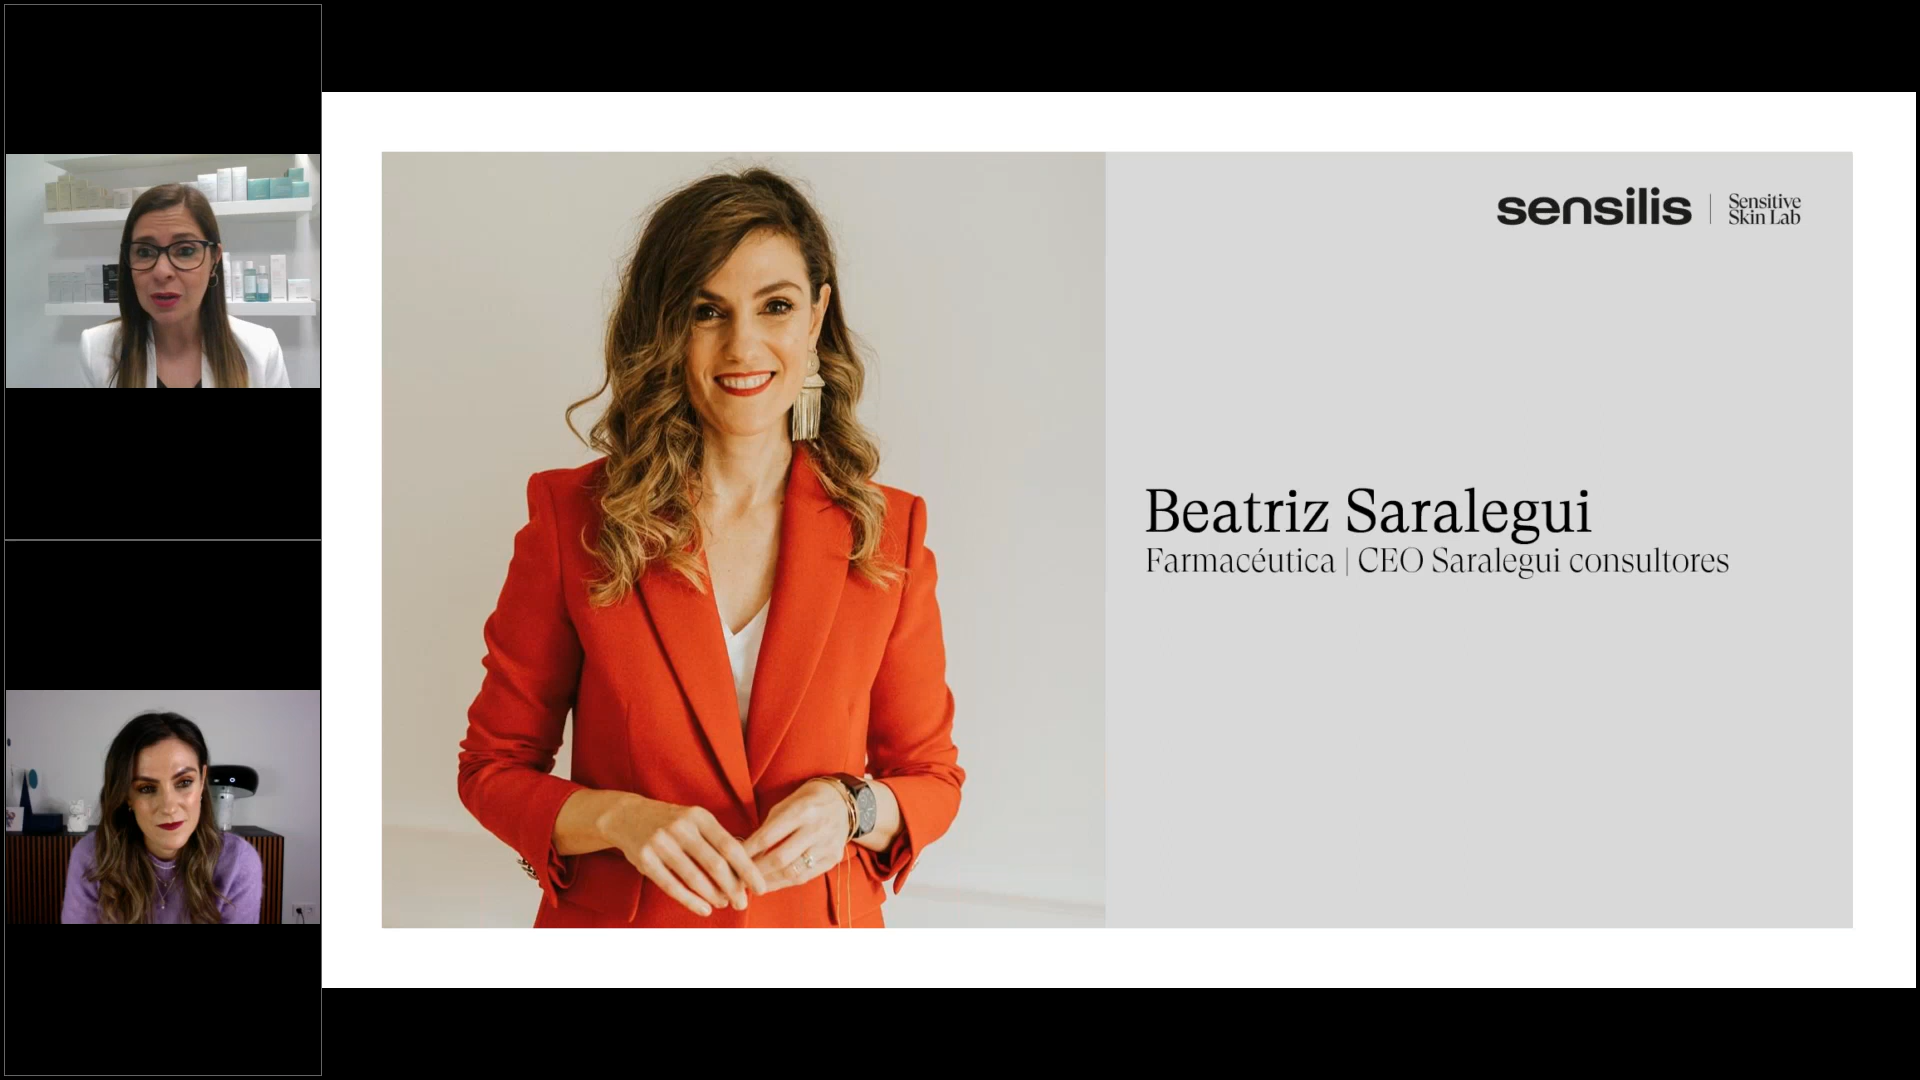 sensilis
Sensitive
Skin Lab
Beatriz Saralegui
Farmacéutica | CEO Saralegui consultores